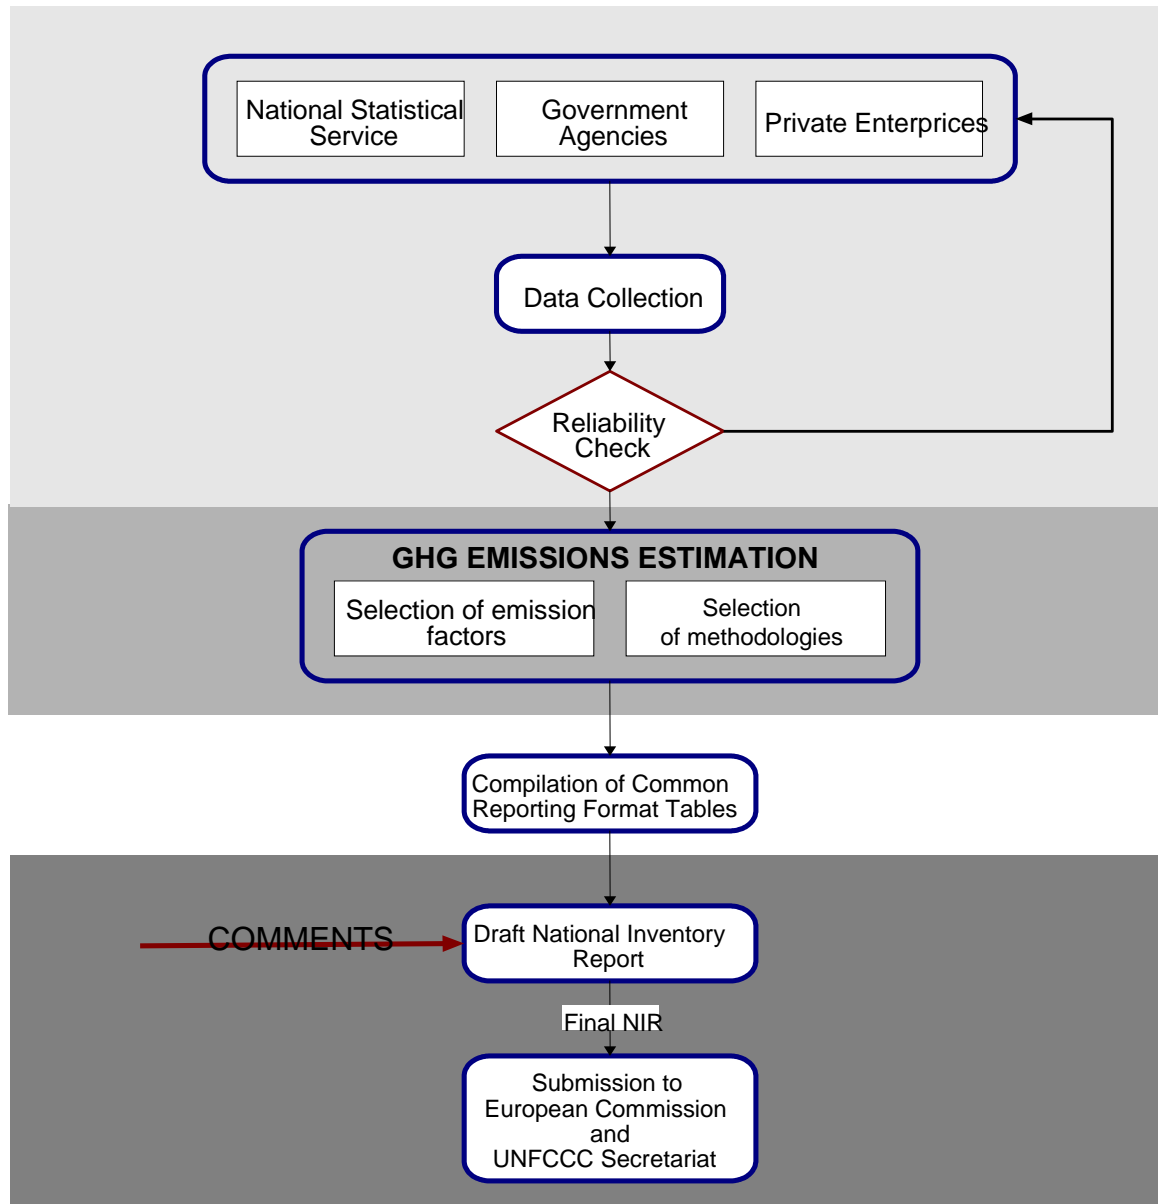 National Statistical
Service
Government
Agencies
Private Enterprices
Data Collection
Reliability
Check
GHG EMISSIONS ESTIMATION
Selection of emission
factors
Selection
of methodologies
Compilation of Common
Reporting Format Tables
COMMENTS
Draft National Inventory
Report
Final NIR
Submission to
European Commission
and
UNFCCC Secretariat